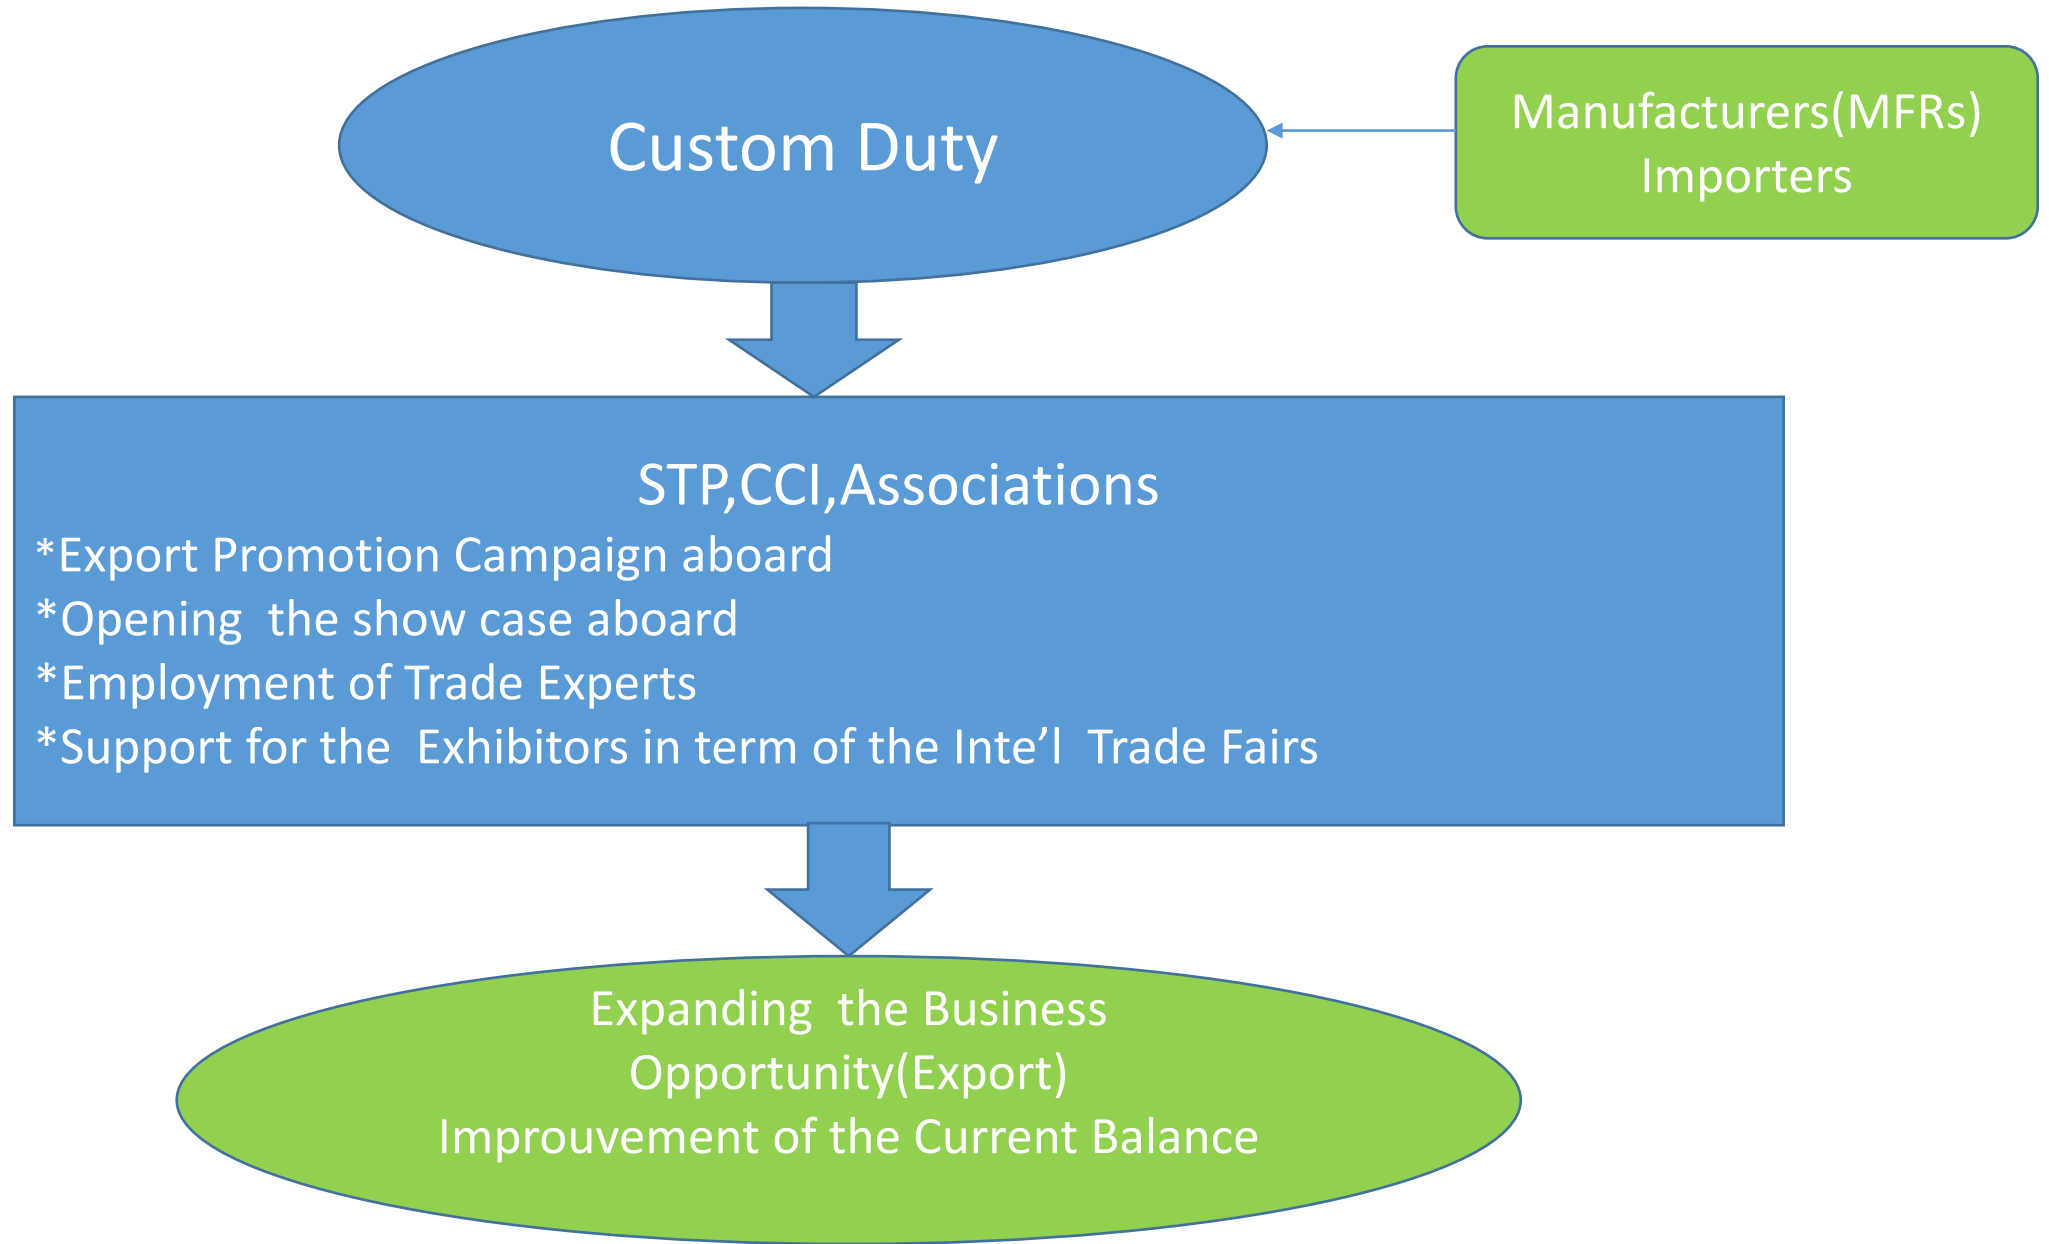 Custom Duty
Manufacturers(MFRs)
Importers
STP,CCI,Associations
*Export Promotion Campaign aboard
*Opening  the show case aboard
*Employment of Trade Experts
*Support for the  Exhibitors in term of the Inte’l  Trade Fairs
Expanding  the Business
Opportunity(Export)
Improuvement of the Current Balance